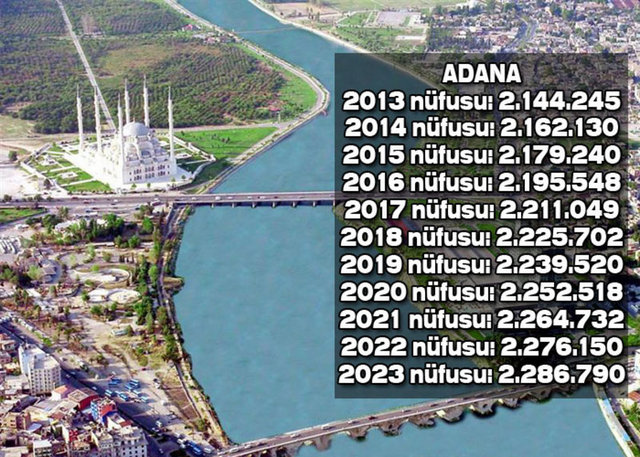 ADANA
2013 nüfusu: 2.144.245
2014 nüfusu: 2.162.130
2015 nüfusu: 2.179.240
2016 nüfusu: 2.195.548
2017 nüfusu: 2.211.049
2018 nüfusu: 2.225.702
2019 nüfusu: 2.239.520
2020 nüfusu: 2.252.518
2021 nüfusu: 2.264.732
2022 nüfusu: 2.276.150
2023 nüfusu: 2.286.790